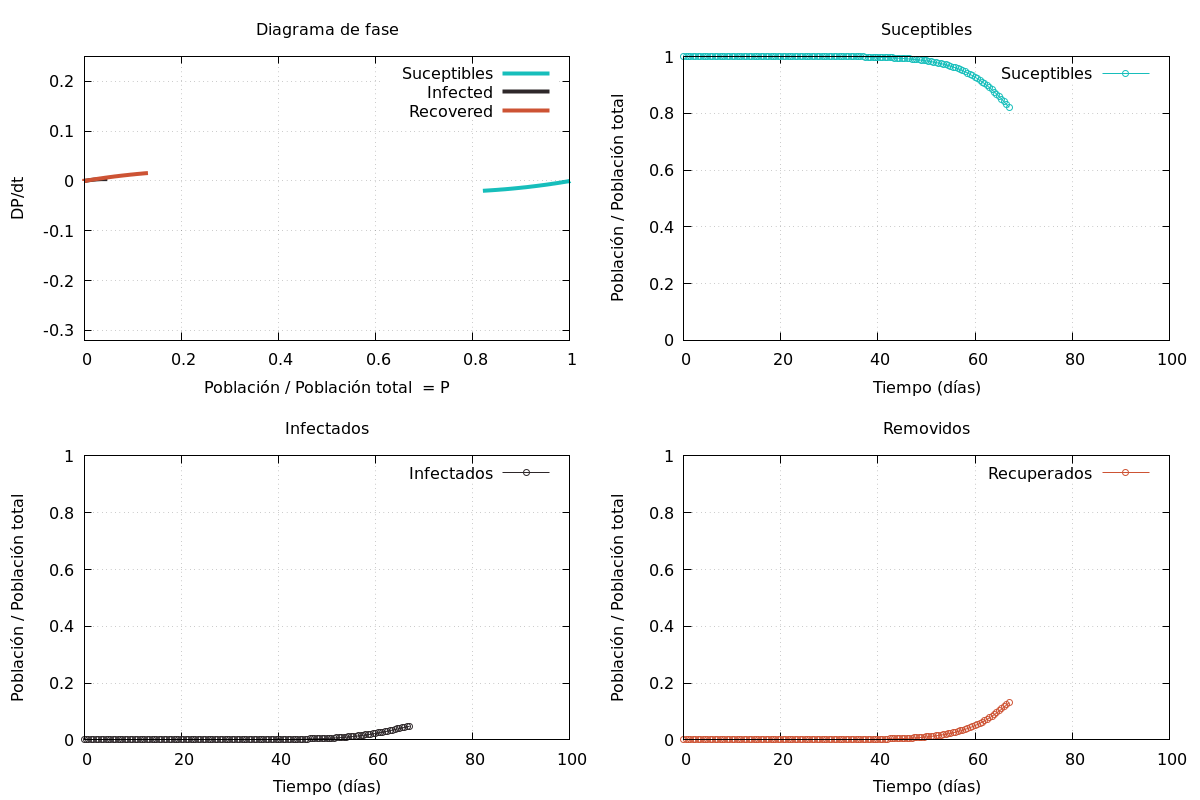 Diagrama de fase
Suceptibles
Infected
Recovered
0.2
0.1
0
-0.1
-0.2
-0.3
DP/dt
0 0.2 0.4 0.6 0.8 1
Población / Población total = P
Suceptibles
Suceptibles
1
0.8
0.6
0.4
0.2
0
Población / Población total
0 20 40 60 80 100
Tiempo (días)
Infectados
Infectados
1
0.8
0.6
0.4
0.2
0
Población / Población total
0 20 40 60 80 100
Tiempo (días)
Removidos
Recuperados
1
0.8
0.6
0.4
0.2
0
Población / Población total
0 20 40 60 80 100
Tiempo (días)